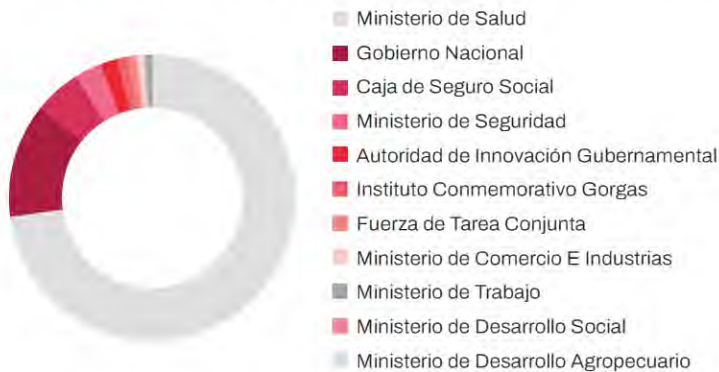 Ministerio de Salud
Gobierno Nacional
Caja de Seguro Social
Ministerio de Seguridad
Autoridad de Innovación Gubernamental
Instituto Conmemorativo Gorgas
Fuerza de Tarea Conjunta
Ministerio de Comercio E Industrias
Ministerio de Trabajo
Ministerio de Desarrollo Social
Ministerio de Desarrollo Agropecuario